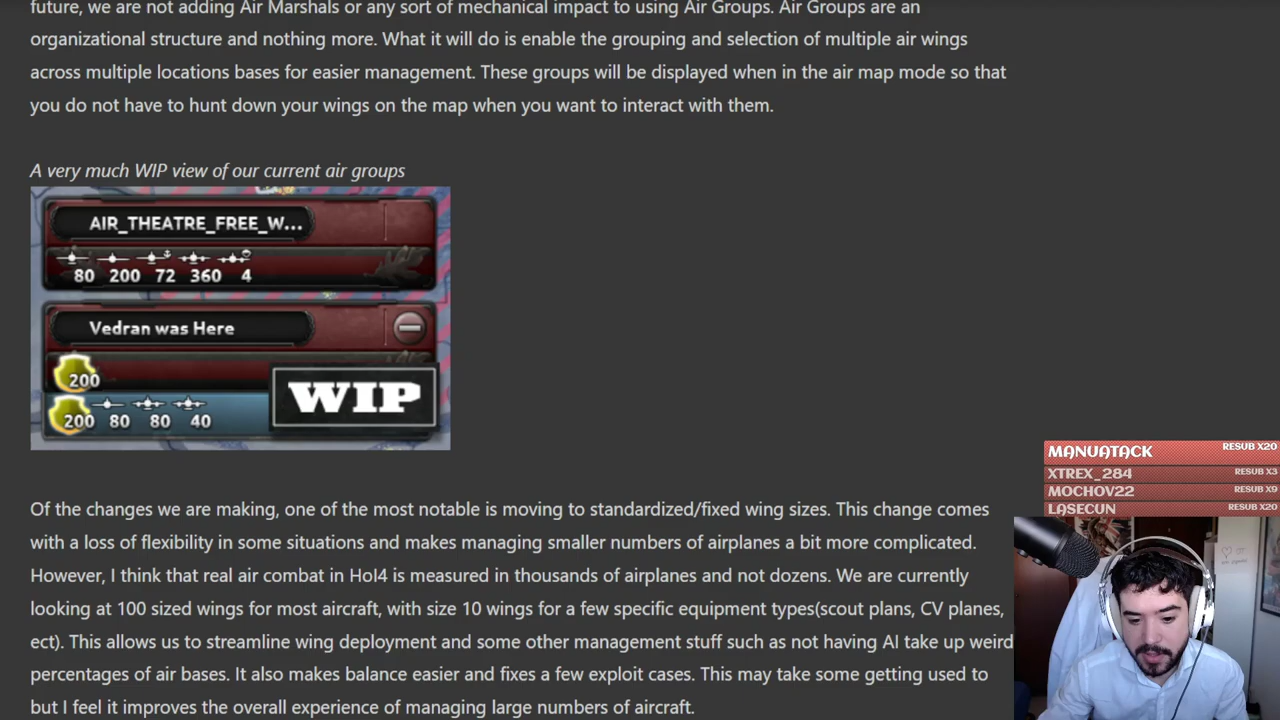 future, we are not adding Air Marshals or any sort of mechanical impact to using Air Groups. Air Groups are an
organizational structure and nothing more. What it will do is enable the grouping and selection of multiple air wings
across multiple locations bases for easier management. These groups will be displayed when in the air map mode so that
you do not have to hunt down your wings on the map when you want to interact with them.
A very much WIP view of our current air groups
AIR_THEATRE_FREE_W...
80 200 72 360 4
Vedran was Here
200
200 80 80 40
WIP
Of the changes we are making, one of the most notable is moving to standardized/fixed wing sizes. This change comes
with a loss of flexibility in some situations and makes managing smaller numbers of airplanes a bit more complicated.
However, I think that real air combat in HoI4 is measured in thousands of airplanes and not dozens. We are currently
looking at 100 sized wings for most aircraft, with size 10 wings for a few specific equipment types(scout plans, CV planes,
ect). This allows us to streamline wing deployment and some other management stuff such as not having AI take up weird
percentages of air bases. It also makes balance easier and fixes a few exploit cases. This may take some getting used to
but I feel it improves the overall experience of managing large numbers of aircraft.
MANUATACK RESUB X20
XTREX_284 RESUB X3
MOCHOV22 RESUB X9
LASECUN RESUB X20